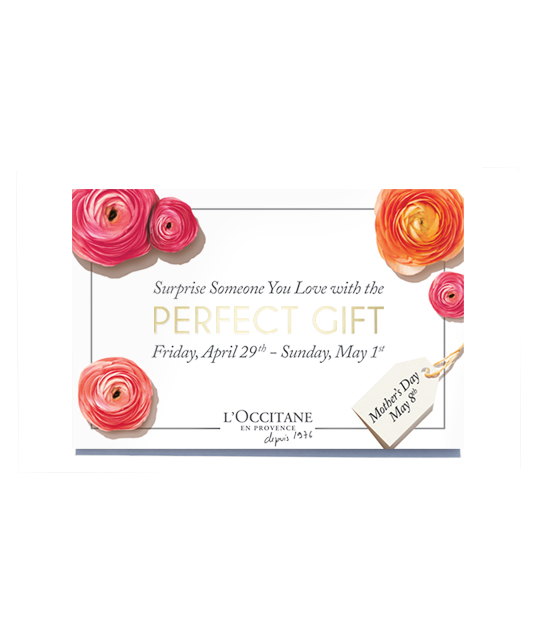 Surprise Someone You Love with the
PERFECT GIFT
Friday, April 29th – Sunday, May 1st
Mother's Day
May 8th
L'OCCITANE
EN PROVENCE
depuis 1976